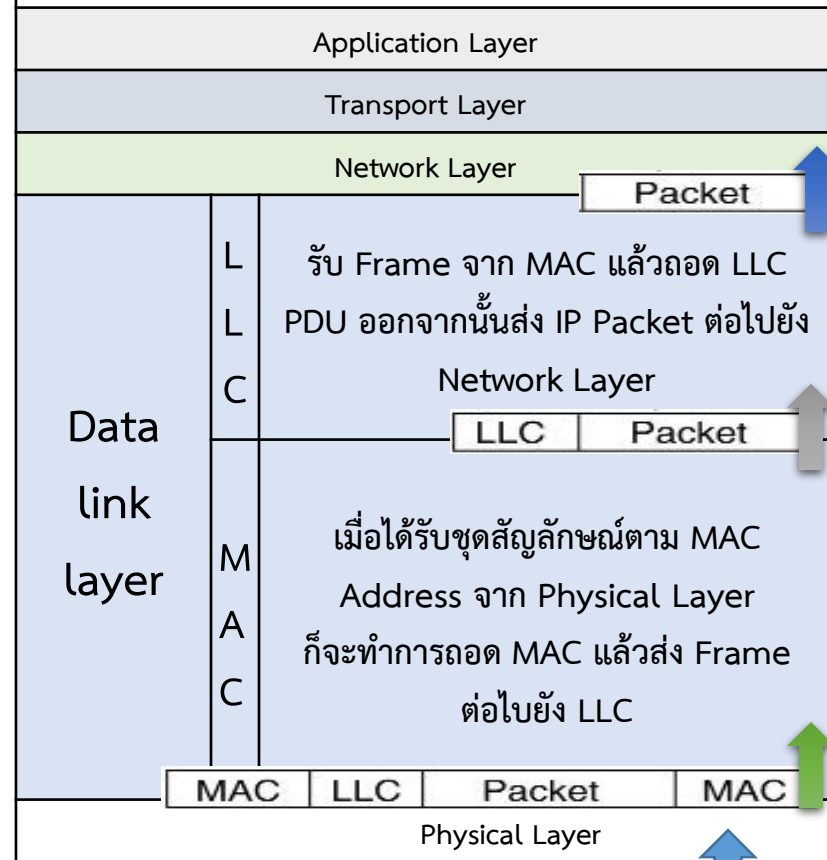 Application Layer
Transport Layer
Network Layer
Packet
L
L
C
รับ Frame จาก MAC แล้วถอด LLC
PDU ออกจากนั้นส่ง IP Packet ต่อไปยัง
Network Layer
LLC Packet
Data
link
layer
M
A
C
เมื่อได้รับชุดสัญลักษณ์ตาม MAC
Address จาก Physical Layer
ก็จะทำการถอด MAC แล้วส่ง Frame
ต่อไบยัง LLC
MAC LLC Packet MAC
Physical Layer